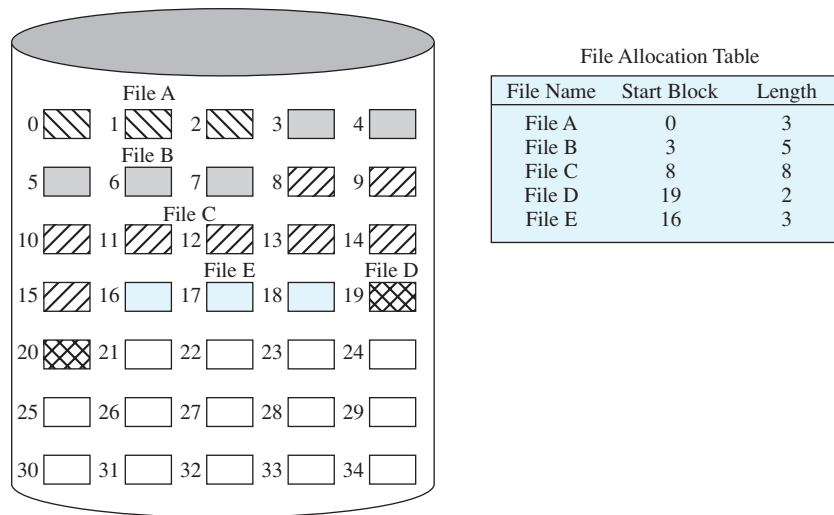 File Allocation Table
File Name Start Block Length
File A 0 3
File B 3 5
File C 8 8
File D 19 2
File E 16 3
File A
0 1 2 3 4
File B
5 6 7 8 9
File C
10 11 12 13 14
File E File D
15 16 17 18 19
20 21 22 23 24
25 26 27 28 29
30 31 32 33 34